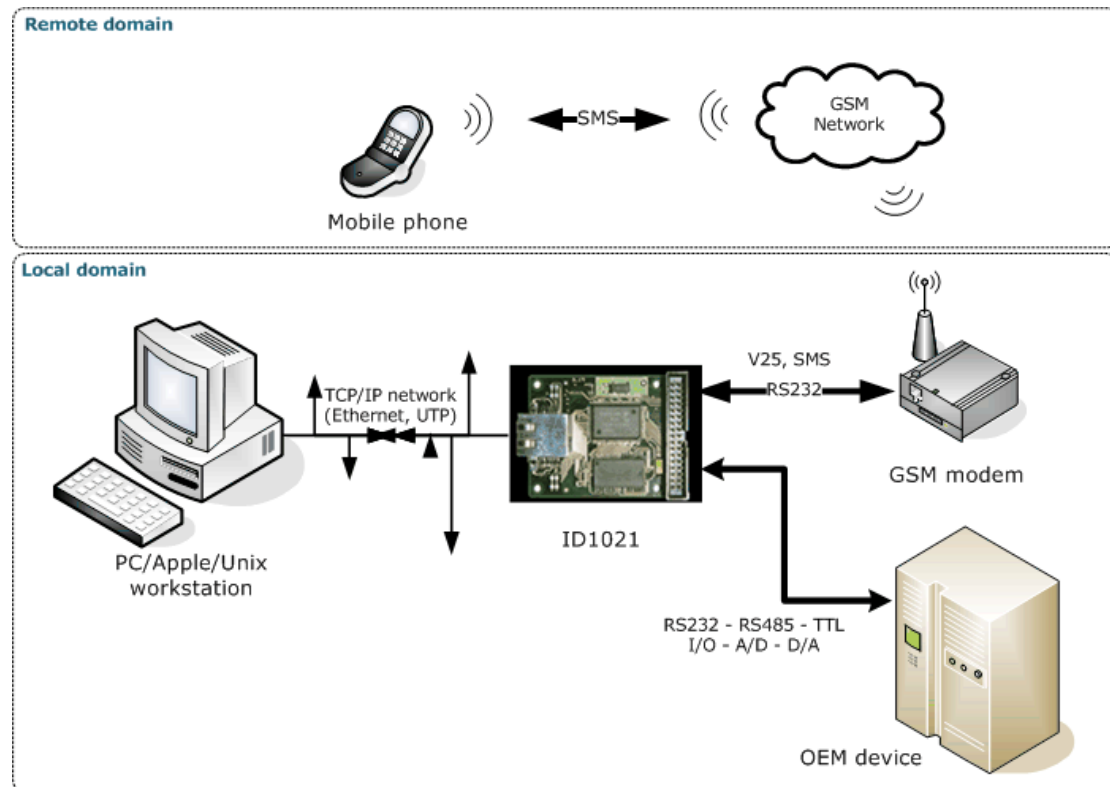 Remote domain
SMS
GSM
Network
Mobile phone
Local domain
TCP/IP network
(Ethernet, UTP)
V25, SMS
RS232
GSM modem
ID1021
PC/Apple/Unix
workstation
RS232 - RS485 - TTL
I/O - A/D - D/A
OEM device